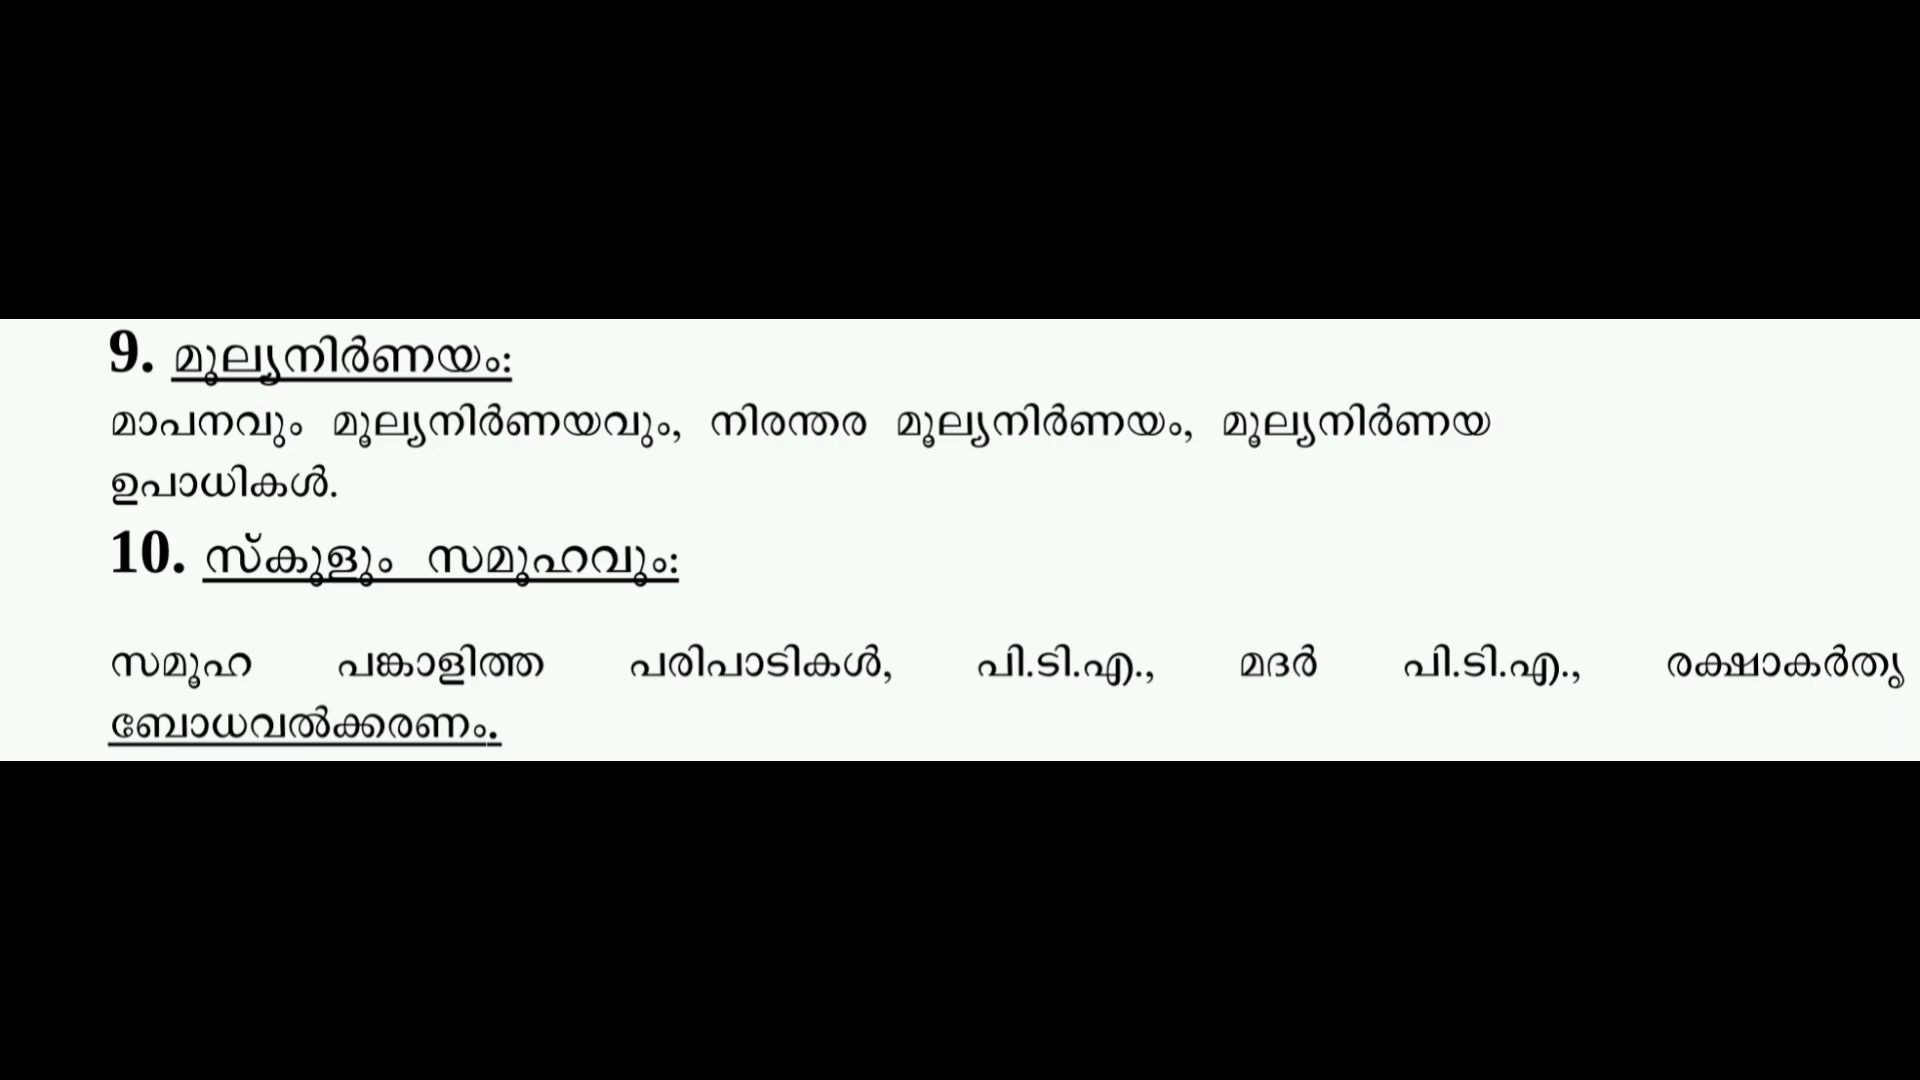 9. മുല്യനിർണയം:
മാപനവും മൂല്യനിർണയവും, നിരന്തര മൂല്യനിർണയം, മൂല്യനിർണയ
ഉപാധികൾ.
10. സ്കുളും സമുഹവും:
സമൂഹ പങ്കാളിത്ത പരിപാടികൾ, പി.ടി.എ., മദർ പി.ടി.എ., രക്ഷാകർതൃ
ബോധവൽക്കരണം.